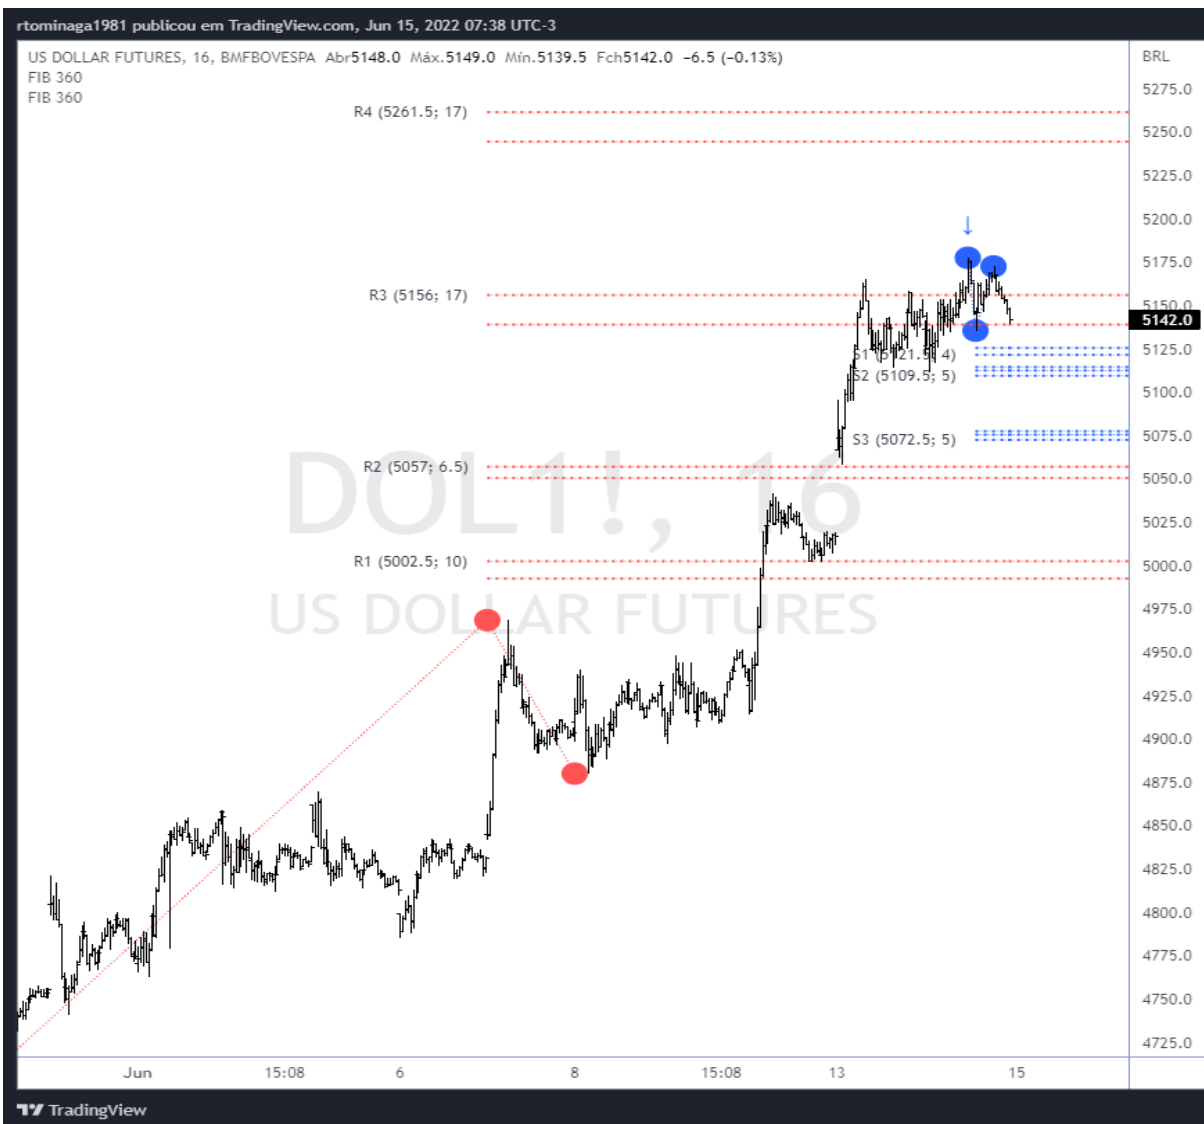 rtominaga1981 publicou em TradingView.com, Jun 15, 2022 07:38 UTC-3
US DOLLAR FUTURES, 16, BMFBOVESPA Abr5148.0 Máx.5149.0 Mín.5139.5 Fch5142.0 −6.5 (−0.13%)
BRL
FIB 360
FIB 360
5275.0
R4 (5261.5; 17)
5250.0
5225.0
5200.0
↓
5175.0
R3 (5156; 17)
5150.0
5142.0
S1 (5121.5; 4)
5125.0
S2 (5109.5; 5)
5100.0
S3 (5072.5; 5)
5075.0
R2 (5057; 6.5)
5050.0
DOL1!, 16
5025.0
R1 (5002.5; 10)
5000.0
US DOLLAR FUTURES
4975.0
4950.0
4925.0
4900.0
4875.0
4850.0
4825.0
4800.0
4775.0
4750.0
4725.0
Jun 15:08 6 8 15:08 13 15
TradingView